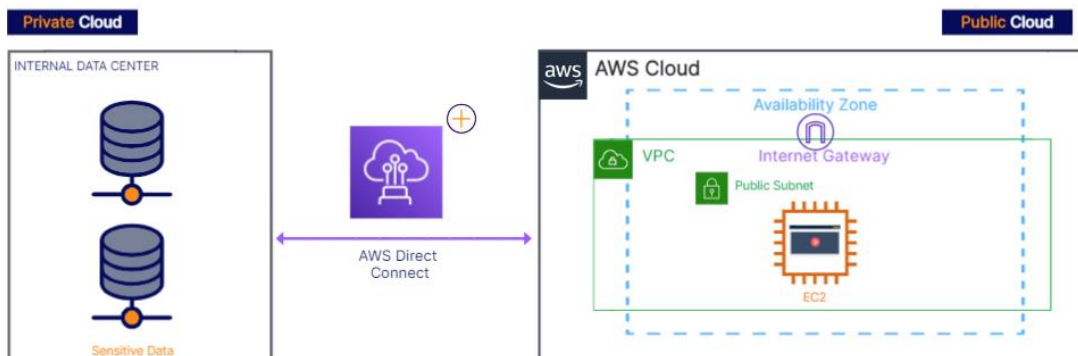 Private Cloud
Public Cloud
INTERNAL DATA CENTER
aws
AWS Cloud
Availability Zone
VPC
Internet Gateway
Public Subnet
AWS Direct
Connect
EC2
Sensitive Data